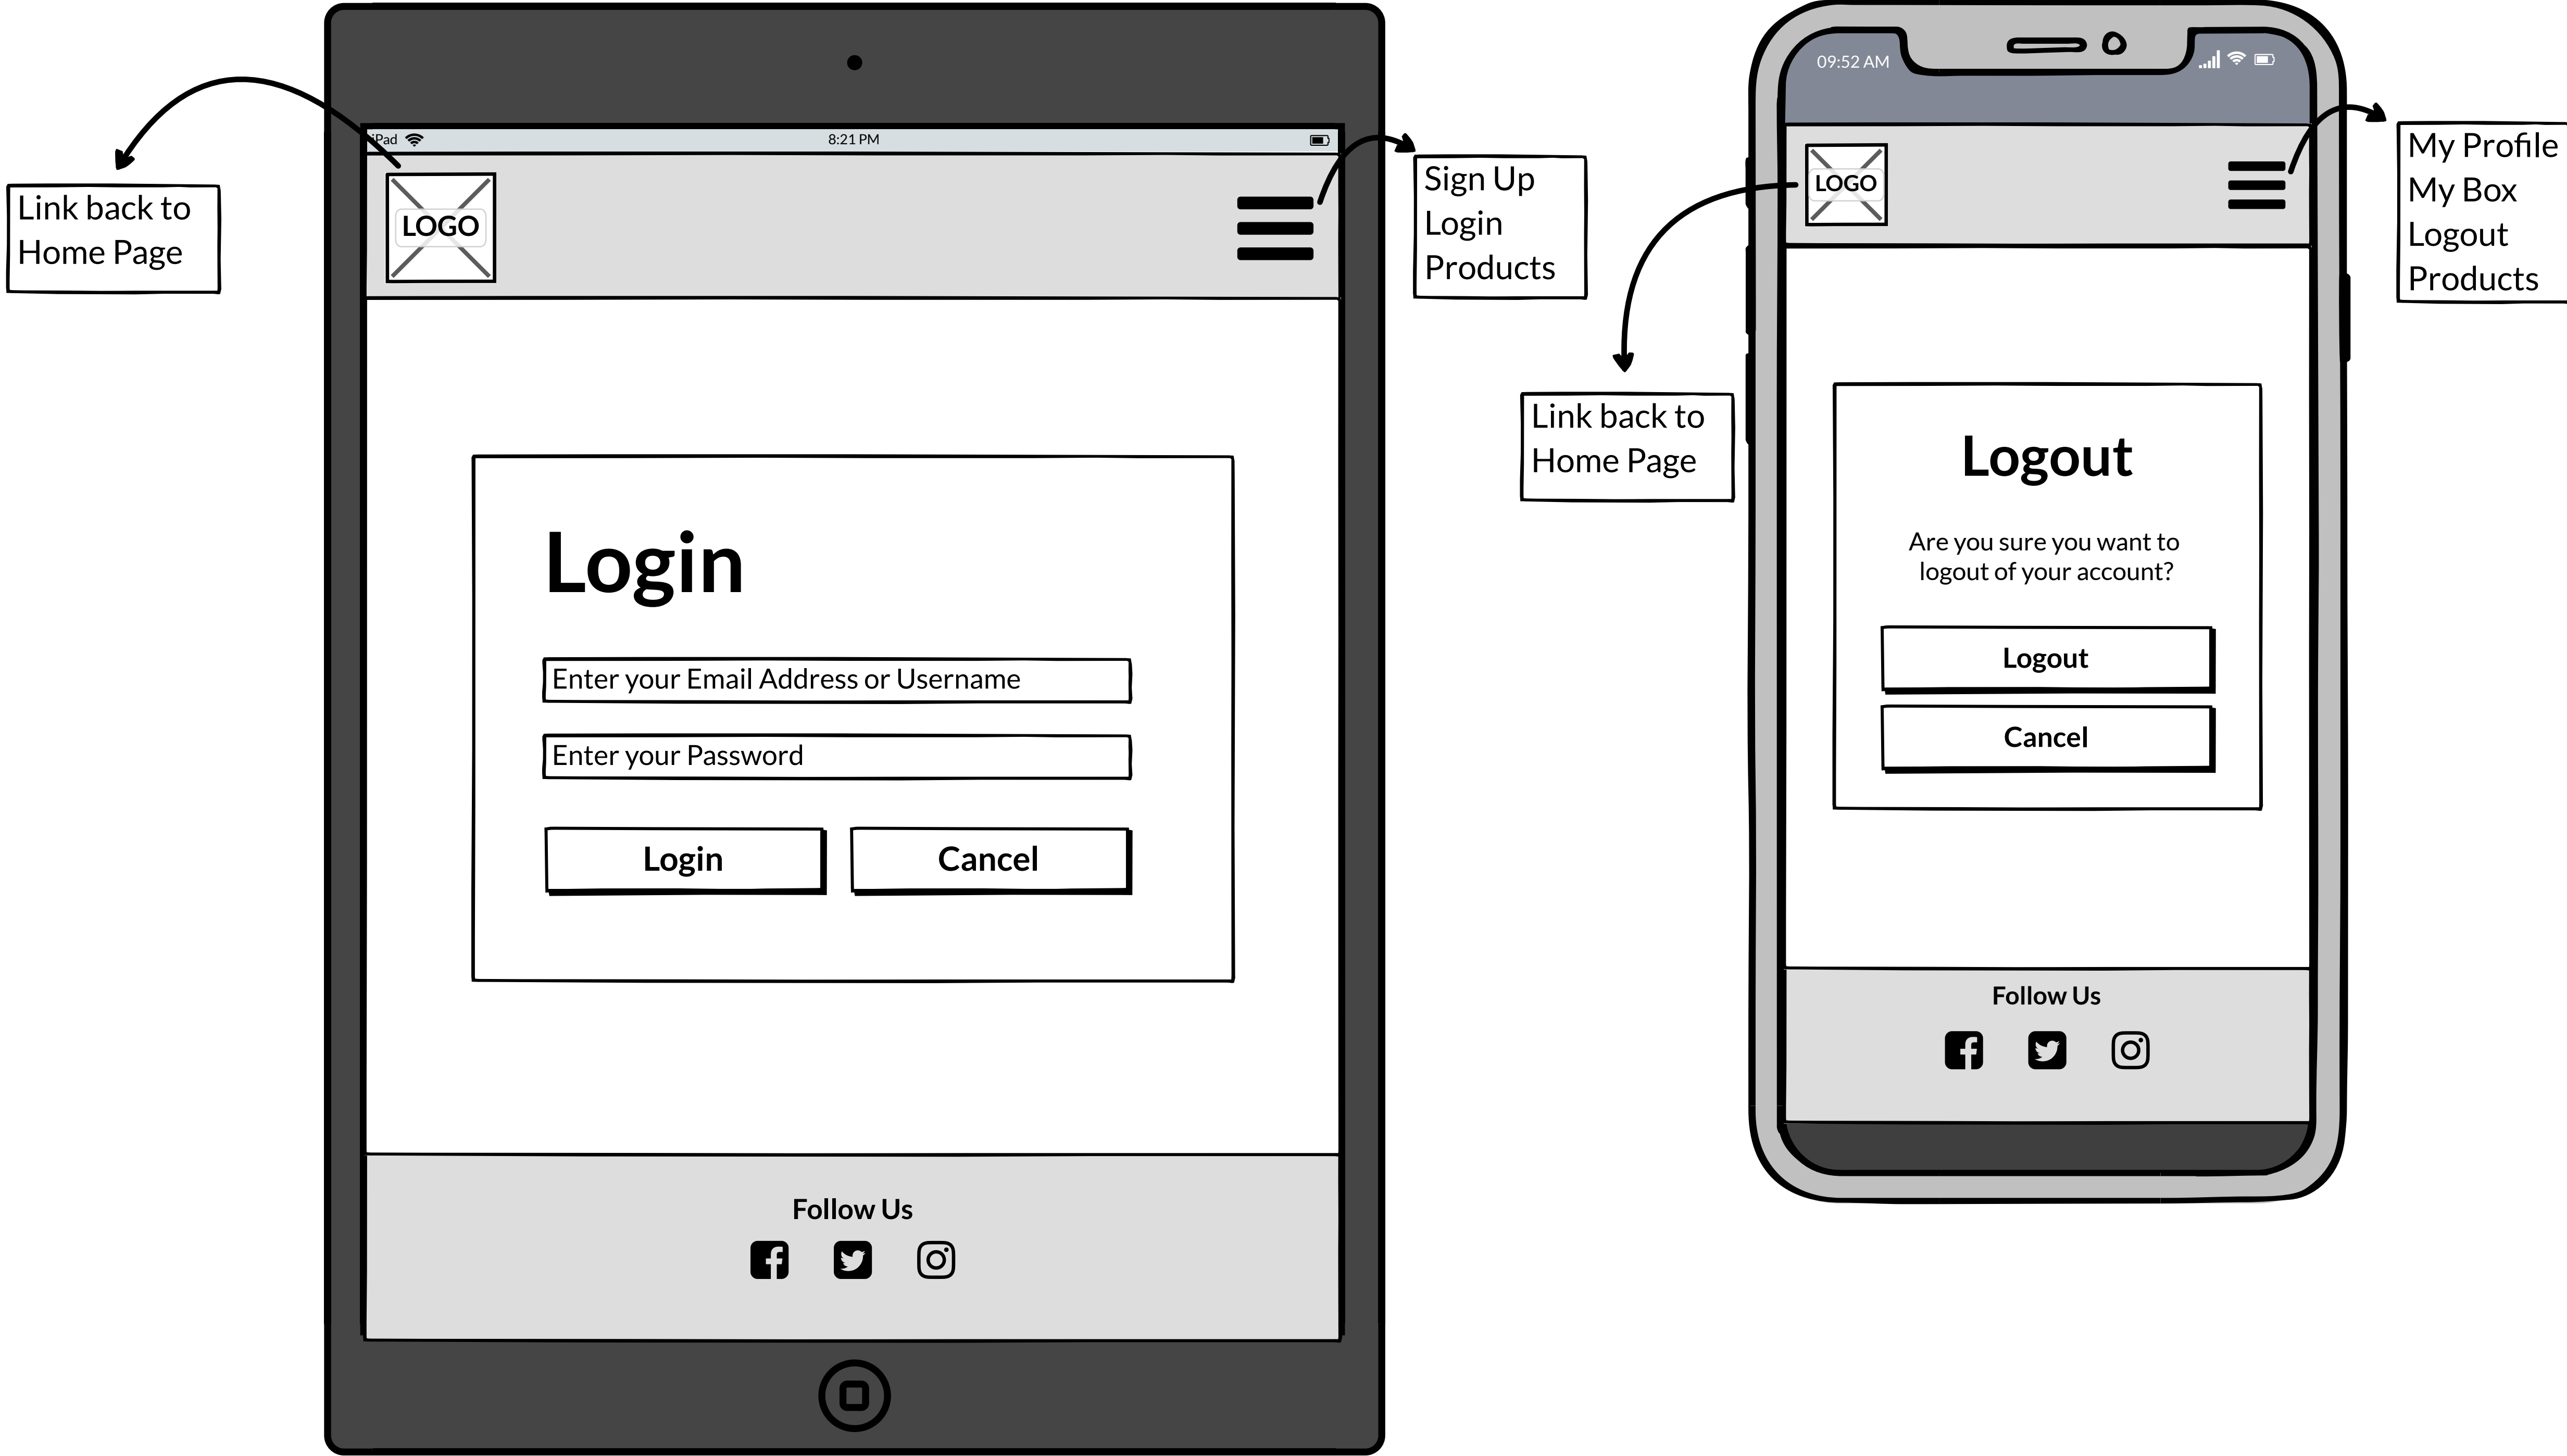 Link back to
Home Page
iPad
8:21 PM
LOGO
Sign Up
Login
Products
Login
Enter your Email Address or Username
Enter your Password
Login
Cancel
Follow Us
Link back to
Home Page
09:52 AM
LOGO
My Profile
My Box
Logout
Products
Logout
Are you sure you want to
logout of your account?
Logout
Cancel
Follow Us